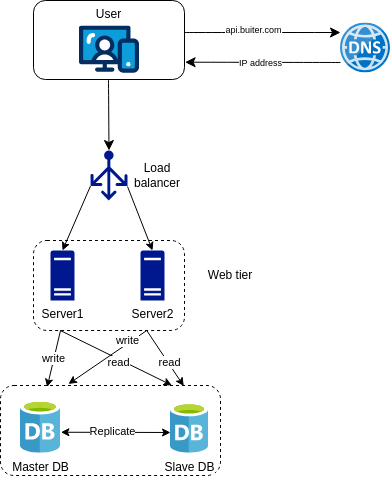 User
api.buiter.com
DNS
IP address
Load
balancer
Web tier
Server1
Server2
write
write
read
read
DB
DB
Replicate
Master DB
Slave DB